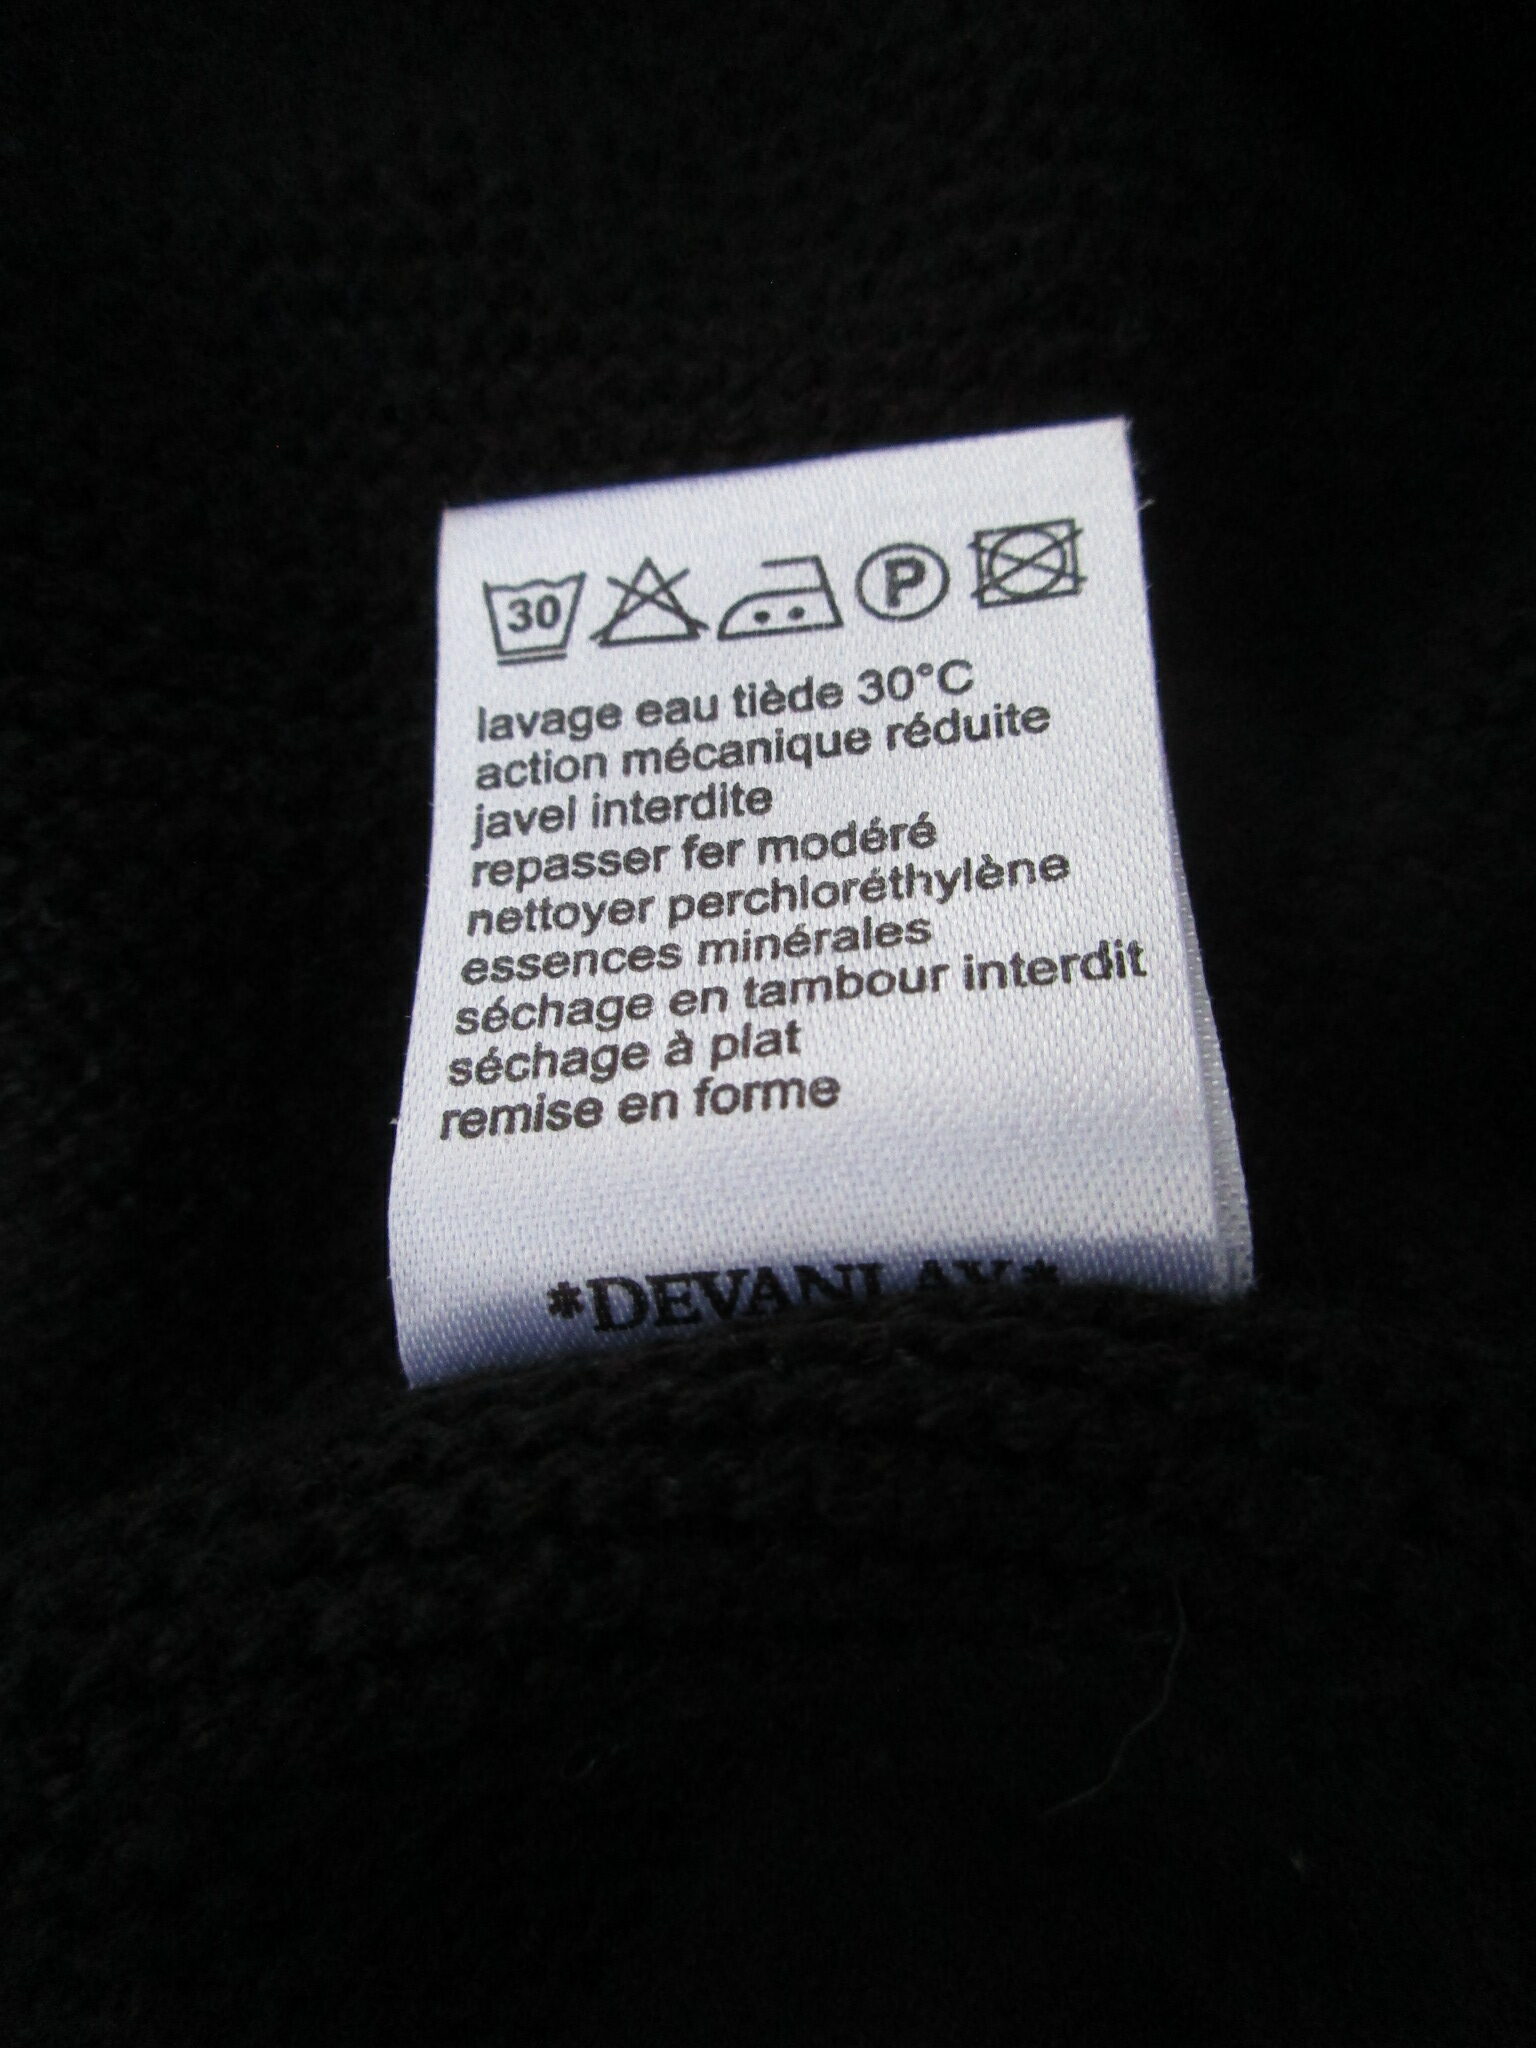 30 P
lavage eau tiède 30°C
action mécanique réduite
javel interdite
repasser fer modéré
nettoyer perchloréthylène
essences minérales
séchage en tambour interdit
séchage à plat
remise en forme
*DEVANLAY*